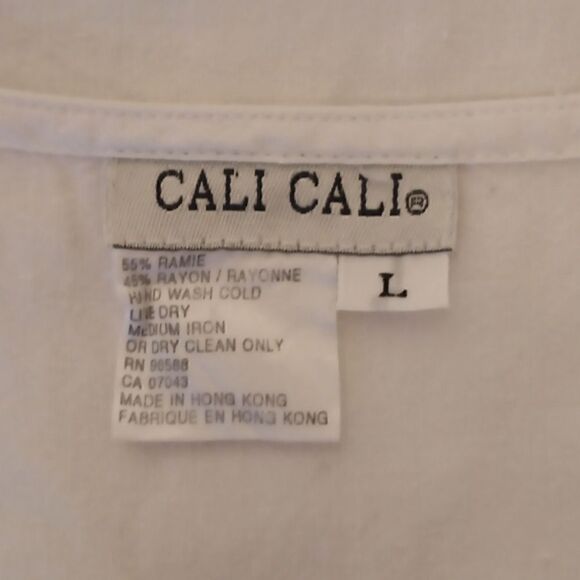 CALI CALI®
L
55% RAMIE
45% RAYON / RAYONNE
HAND WASH COLD
LINE DRY
MEDIUM IRON
OR DRY CLEAN ONLY
RN 90588
CA 07043
MADE IN HONG KONG
FABRIQUE EN HONG KONG